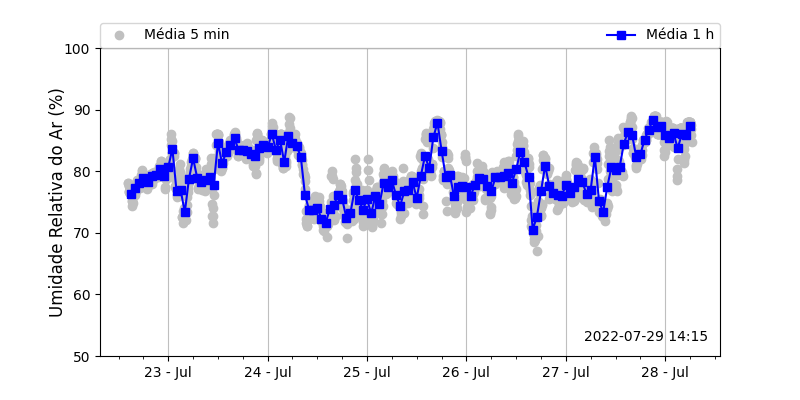 Média 5 min
Média 1 h
Umidade Relativa do Ar (%)
100
90
80
70
60
50
2022-07-29 14:15
23 - Jul
24 - Jul
25 - Jul
26 - Jul
27 - Jul
28 - Jul